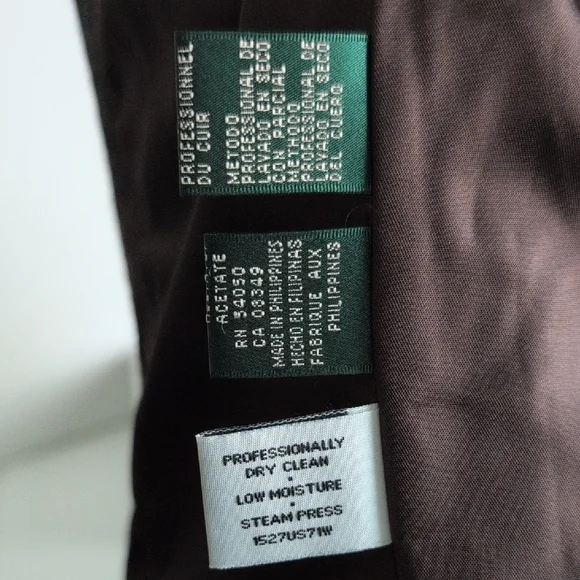 PROFESSIONNEL
DU CUIR
METODO
PROFESSIONAL DE
LAVADO EN SECO
CON PARCIAL
METHODO
PROFESSIONAL DE
LAVADO EN SECO
DEL CUERO
ACETATE
RN 54050
CA 08349
MADE IN PHILIPPINES
HECHO EN FILIPINAS
FABRIQUE AUX
PHILIPPINES
PROFESSIONALLY
DRY CLEAN
•
LOW MOISTURE
•
STEAM PRESS
1527US71W